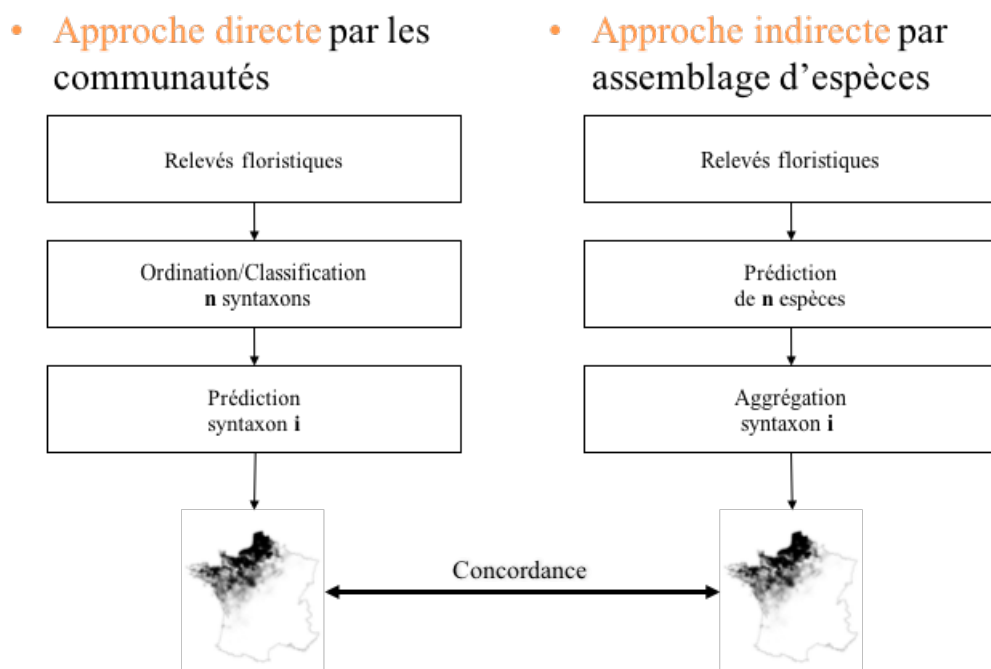 • Approche directe par les
communautés
Relevés floristiques
Ordination/Classification
n syntaxons
Prédiction
syntaxon i
• Approche indirecte par
assemblage d’espèces
Relevés floristiques
Prédiction
de n espèces
Aggrégation
syntaxon i
Concordance